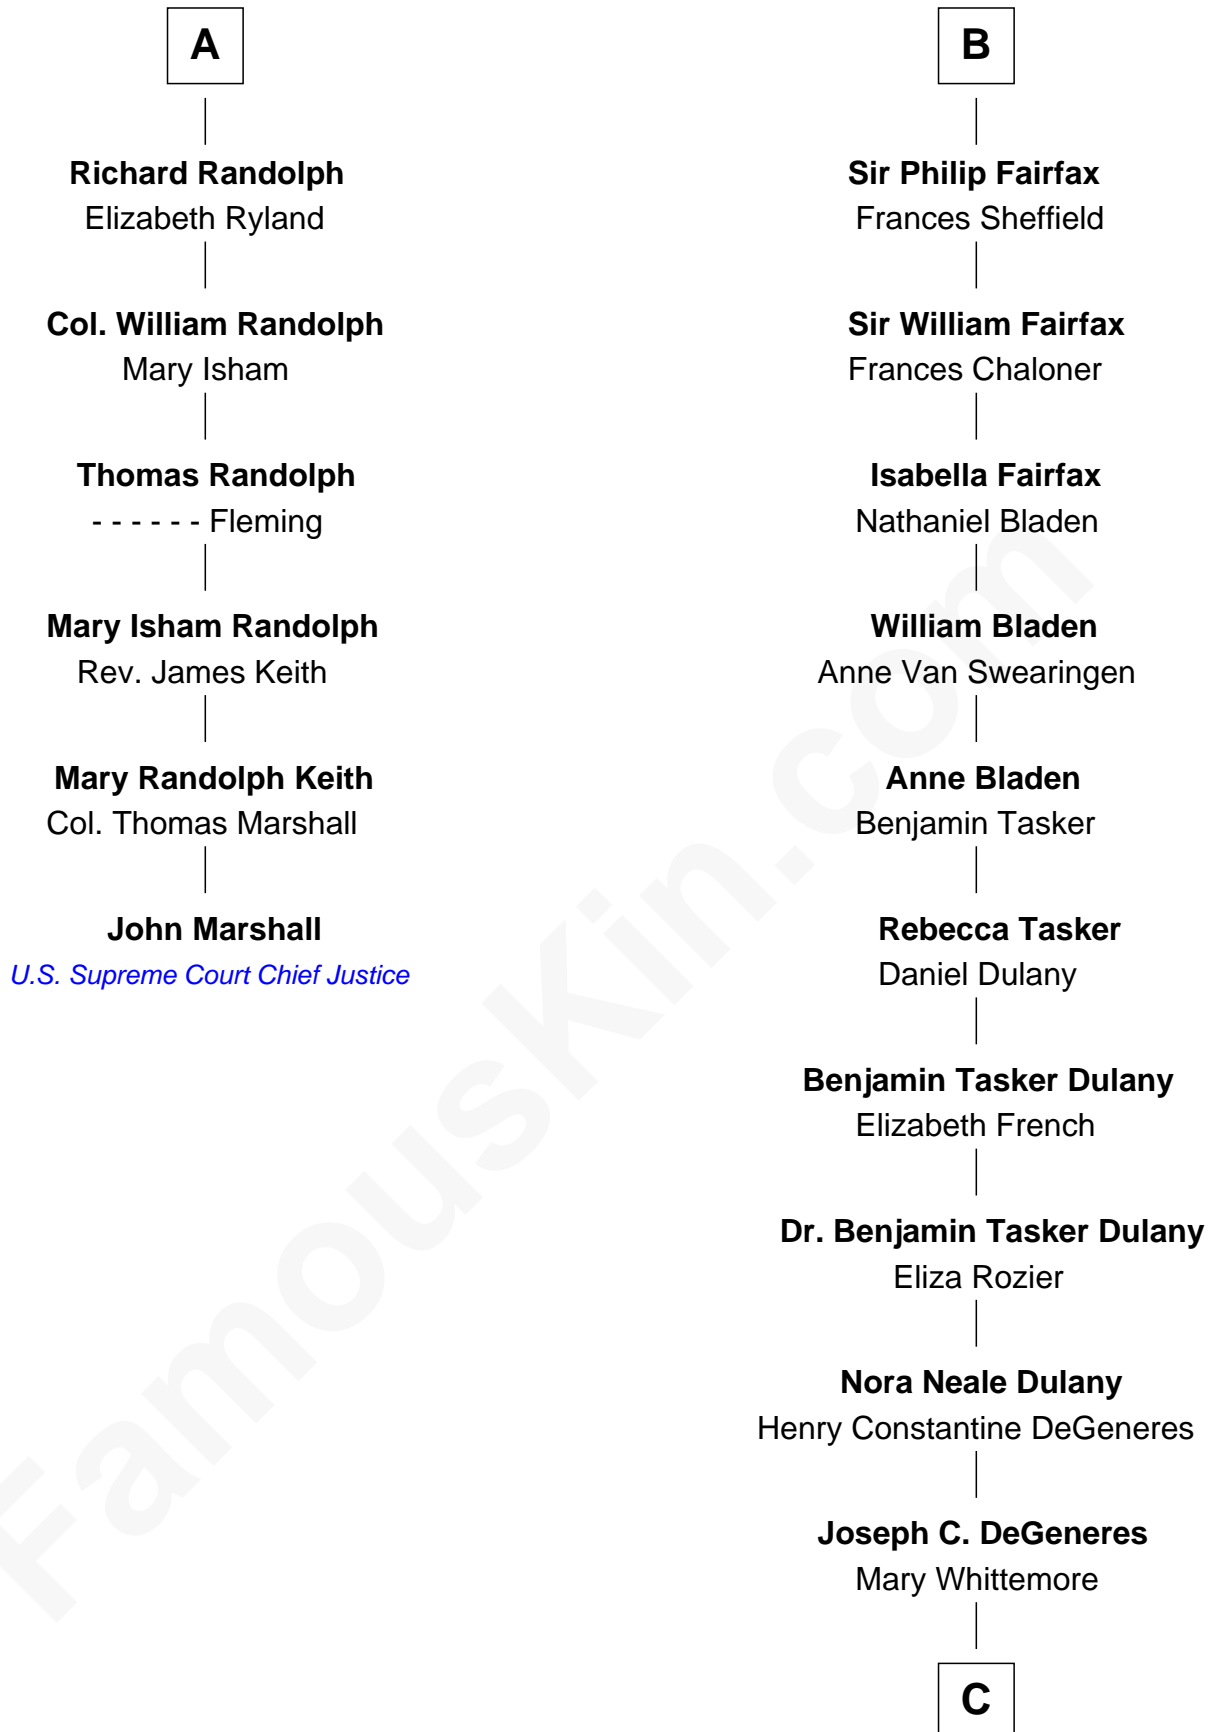 A
Richard Randolph
Elizabeth Ryland
Col. William Randolph
Mary Isham
Thomas Randolph
- - - - - - Fleming
Mary Isham Randolph
Rev. James Keith
Mary Randolph Keith
Col. Thomas Marshall
John Marshall
U.S. Supreme Court Chief Justice
B
Sir Philip Fairfax
Frances Sheffield
Sir William Fairfax
Frances Chaloner
Isabella Fairfax
Nathaniel Bladen
William Bladen
Anne Van Swearingen
Anne Bladen
Benjamin Tasker
Rebecca Tasker
Daniel Dulany
Benjamin Tasker Dulany
Elizabeth French
Dr. Benjamin Tasker Dulany
Eliza Rozier
Nora Neale Dulany
Henry Constantine DeGeneres
Joseph C. DeGeneres
Mary Whittemore
C
FamousKin.com